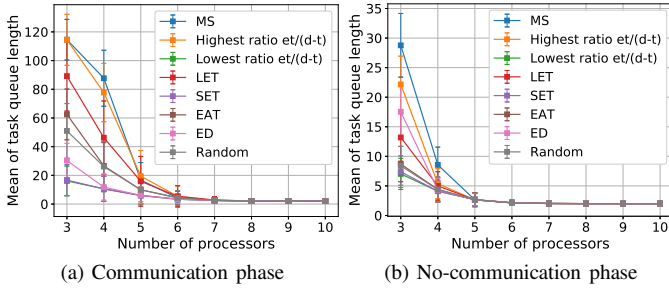 Mean of task queue length
120
100
80
60
40
20
0
3 4 5 6 7 8 9 10
Number of processors
MS
Highest ratio et/(d-t)
Lowest ratio et/(d-t)
LET
SET
EAT
ED
Random
(a) Communication phase
Mean of task queue length
35
30
25
20
15
10
5
0
3 4 5 6 7 8 9 10
Number of processors
MS
Highest ratio et/(d-t)
Lowest ratio et/(d-t)
LET
SET
EAT
ED
Random
(b) No-communication phase